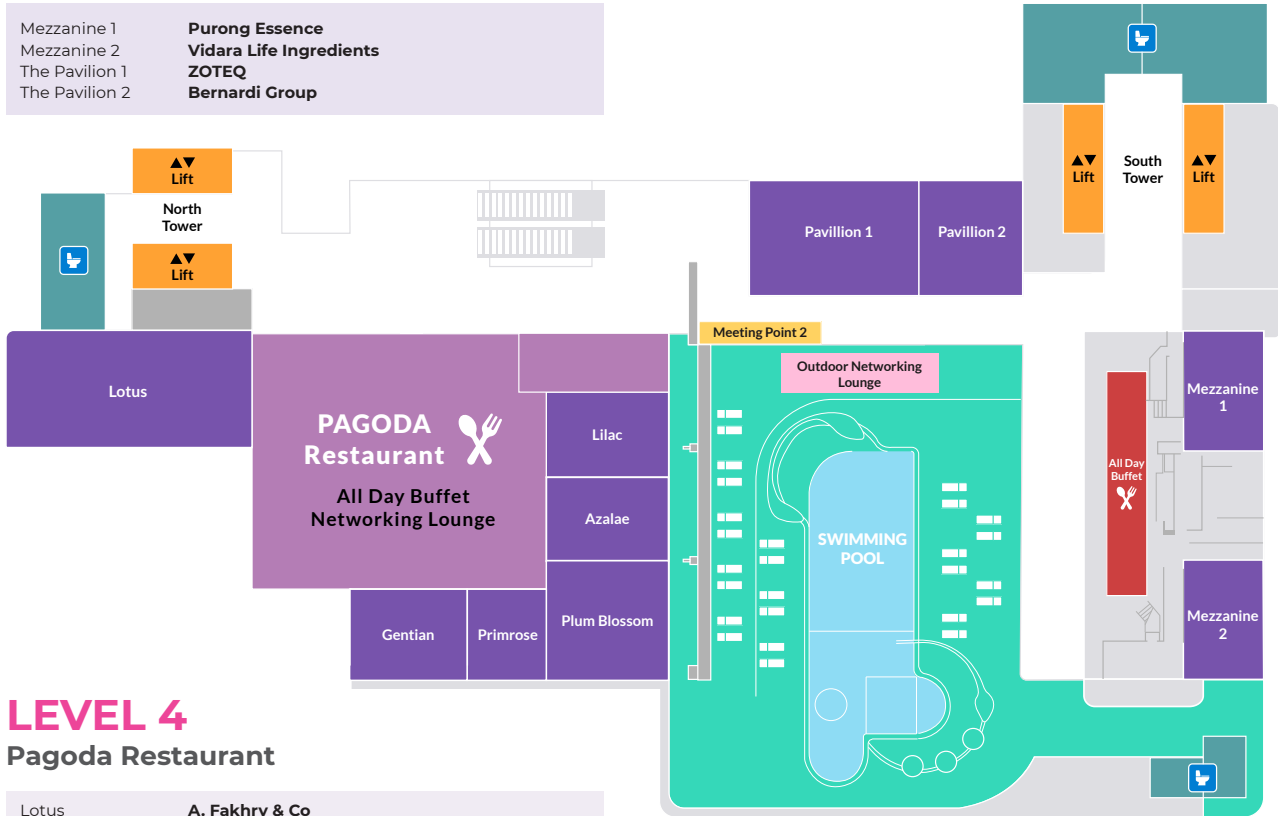 Mezzanine 1 Purong Essence
Mezzanine 2 Vidara Life Ingredients
The Pavilion 1 ZOTEQ
The Pavilion 2 Bernardi Group
Lift
North
Tower
Lift
Lift
South
Tower
Lift
Pavillion 1
Pavillion 2
Meeting Point 2
Outdoor Networking
Lounge
Lotus
PAGODA
Restaurant
All Day Buffet
Networking Lounge
Lilac
Azalae
Plum Blossom
Gentian
Primrose
SWIMMING
POOL
All Day
Buffet
Mezzanine
1
Mezzanine
2
LEVEL 4
Pagoda Restaurant
Lotus A. Fakhry & Co